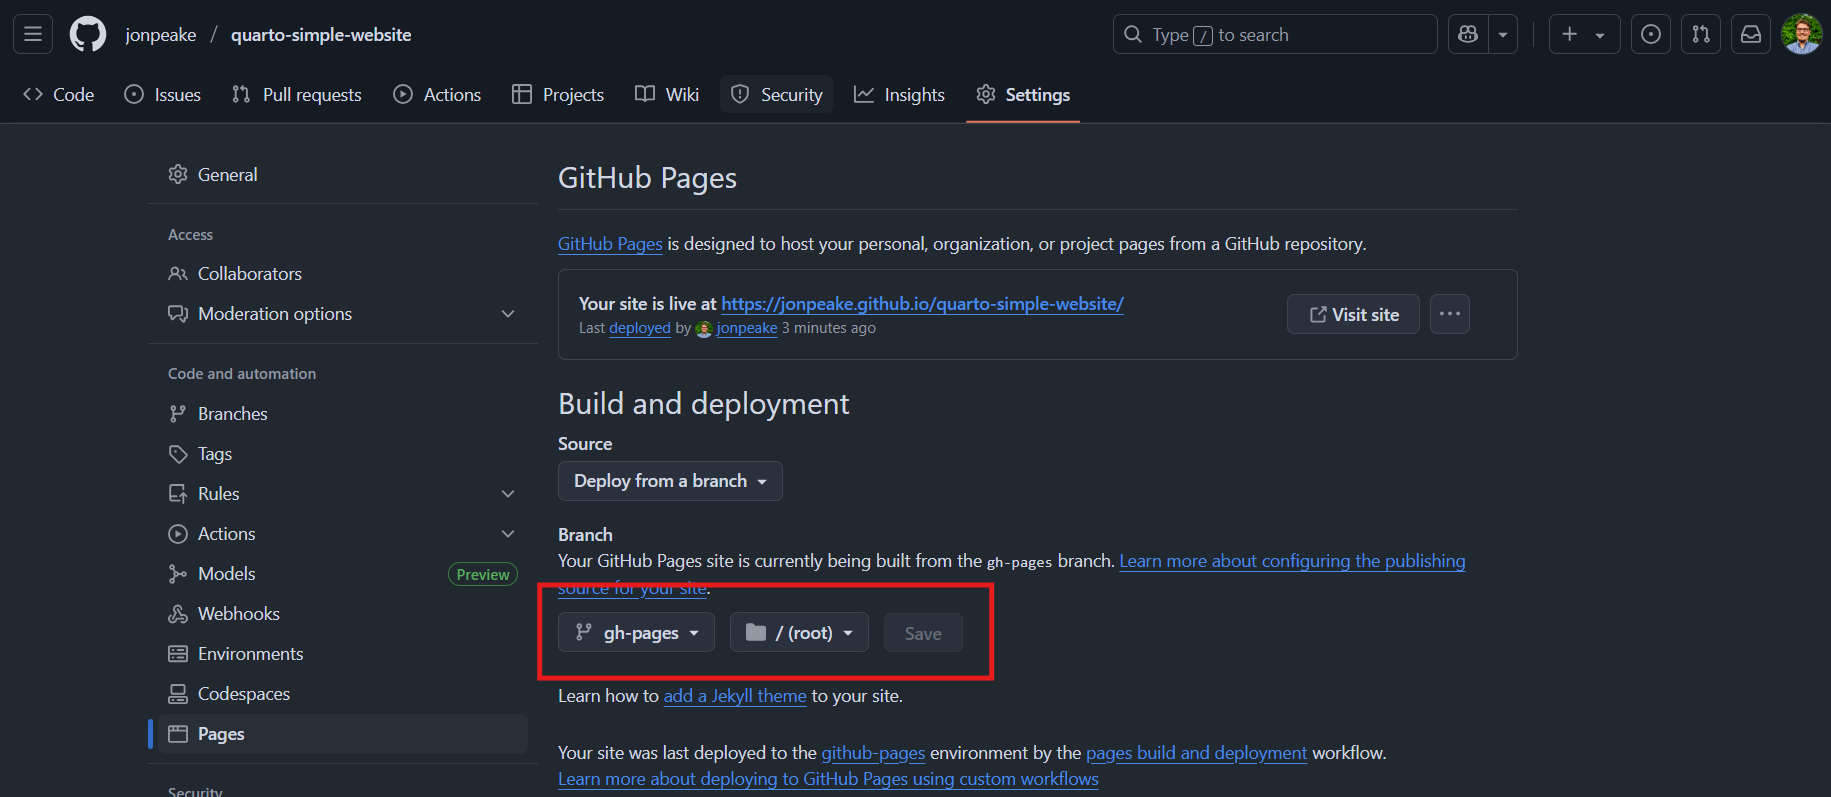 jonpeake / quarto-simple-website
Type / to search
Code
Issues
Pull requests
Actions
Projects
Wiki
Security
Insights
Settings
General
Access
Collaborators
Moderation options
Code and automation
Branches
Tags
Rules
Actions
Models Preview
Webhooks
Environments
Codespaces
Pages
Security
GitHub Pages
GitHub Pages is designed to host your personal, organization, or project pages from a GitHub repository.
Your site is live at https://jonpeake.github.io/quarto-simple-website/
Last deployed by jonpeake 3 minutes ago
Visit site
Build and deployment
Source
Deploy from a branch
Branch
Your GitHub Pages site is currently being built from the gh-pages branch. Learn more about configuring the publishing
source for your site.
gh-pages / (root) Save
Learn how to add a Jekyll theme to your site.
Your site was last deployed to the github-pages environment by the pages build and deployment workflow.
Learn more about deploying to GitHub Pages using custom workflows